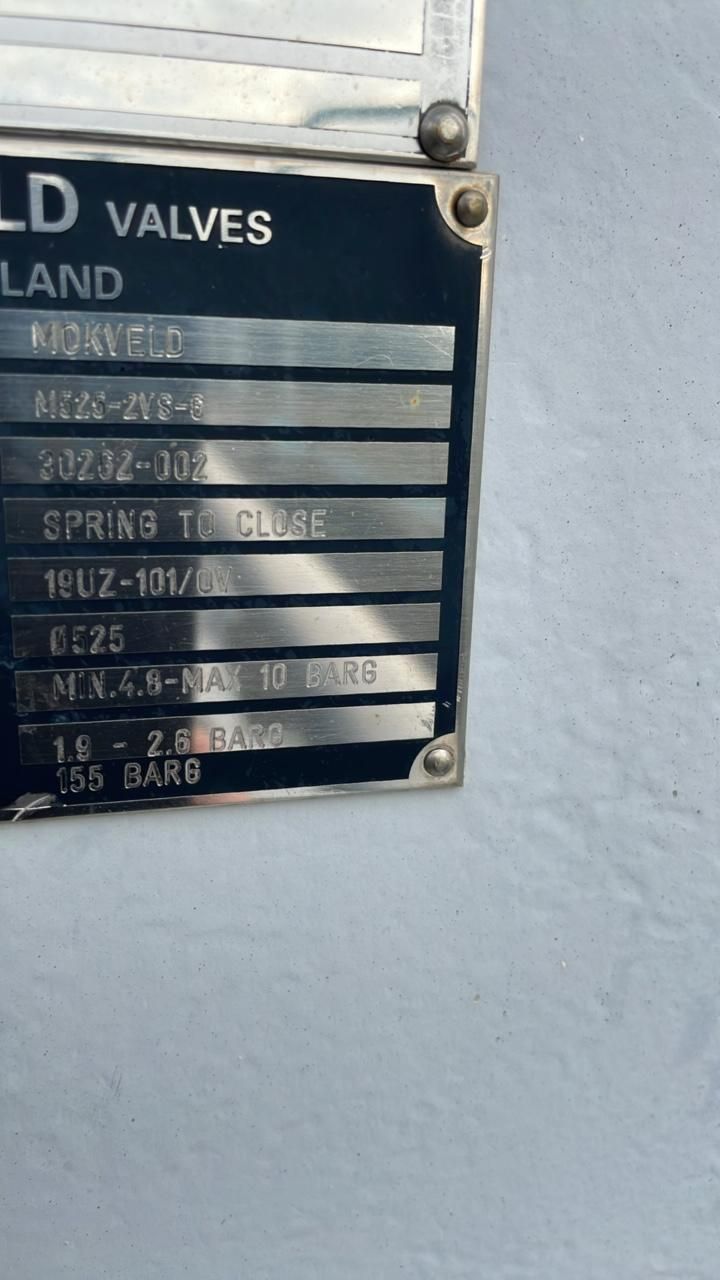 LD VALVES
LAND
MOKVELD
M525-2VS-6
30232-002
SPRING TO CLOSE
19UZ-101/OV
Ø525
MIN.4.8-MAX 10 BARG
1.9 - 2.6 BARG
155 BARG